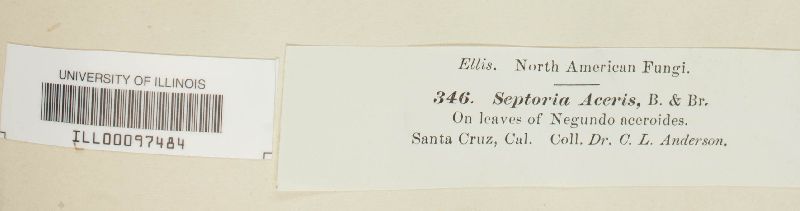 UNIVERSITY OF ILLINOIS
ILL00097484
Ellis. North American Fungi.
346. Septoria Aceris, B. & Br.
On leaves of Negundo aceroides.
Santa Cruz, Cal. Coll. Dr. C. L. Anderson.